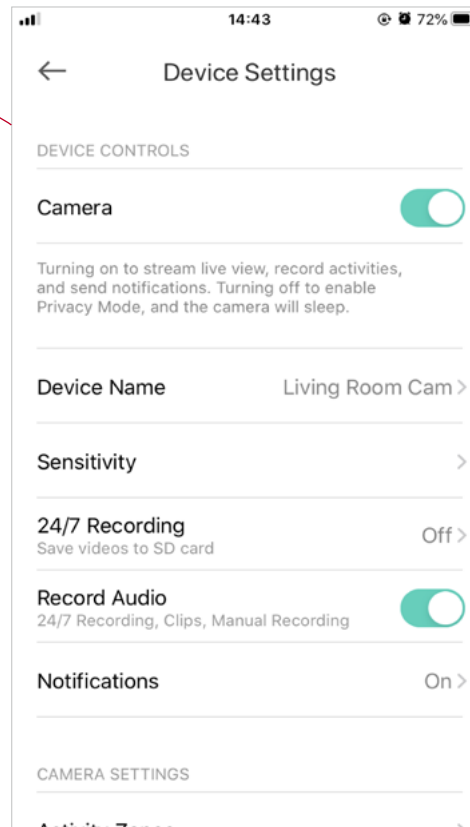 14:43 72%
Device Settings
DEVICE CONTROLS
Camera
Turning on to stream live view, record activities,
and send notifications. Turning off to enable
Privacy Mode, and the camera will sleep.
Device Name Living Room Cam
Sensitivity
24/7 Recording Off
Save videos to SD card
Record Audio
24/7 Recording, Clips, Manual Recording
Notifications On
CAMERA SETTINGS
Activity Zones